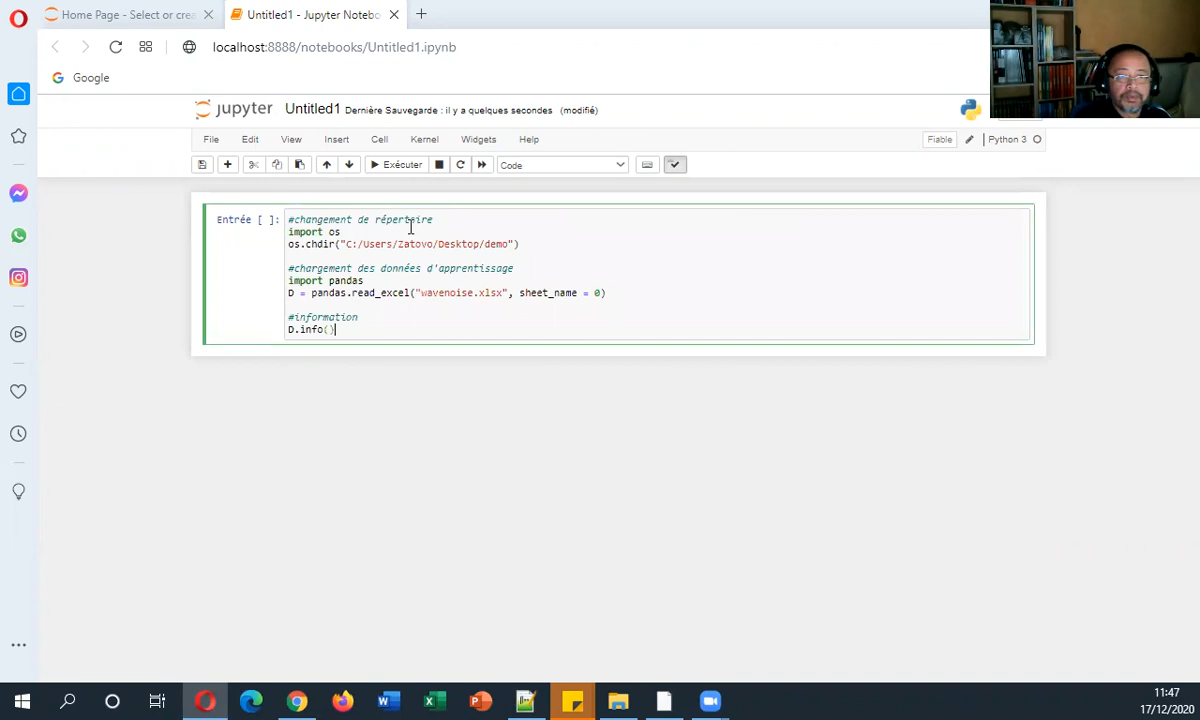 Home Page - Select or crea
Untitled1 - Jupyter Notebo
localhost:8888/notebooks/Untitled1.ipynb
Google
jupyter Untitled1 Dernière Sauvegarde : il y a quelques secondes (modifié)
File Edit View Insert Cell Kernel Widgets Help
Fiable
Python 3
Exécuter
Code
Entrée [ ]:
#changement de répertoire
import os
os.chdir("C:/Users/Zatovo/Desktop/demo")
#chargement des données d'apprentissage
import pandas
D = pandas.read_excel("wavenoise.xlsx", sheet_name = 0)
#information
D.info()
11:47
17/12/2020